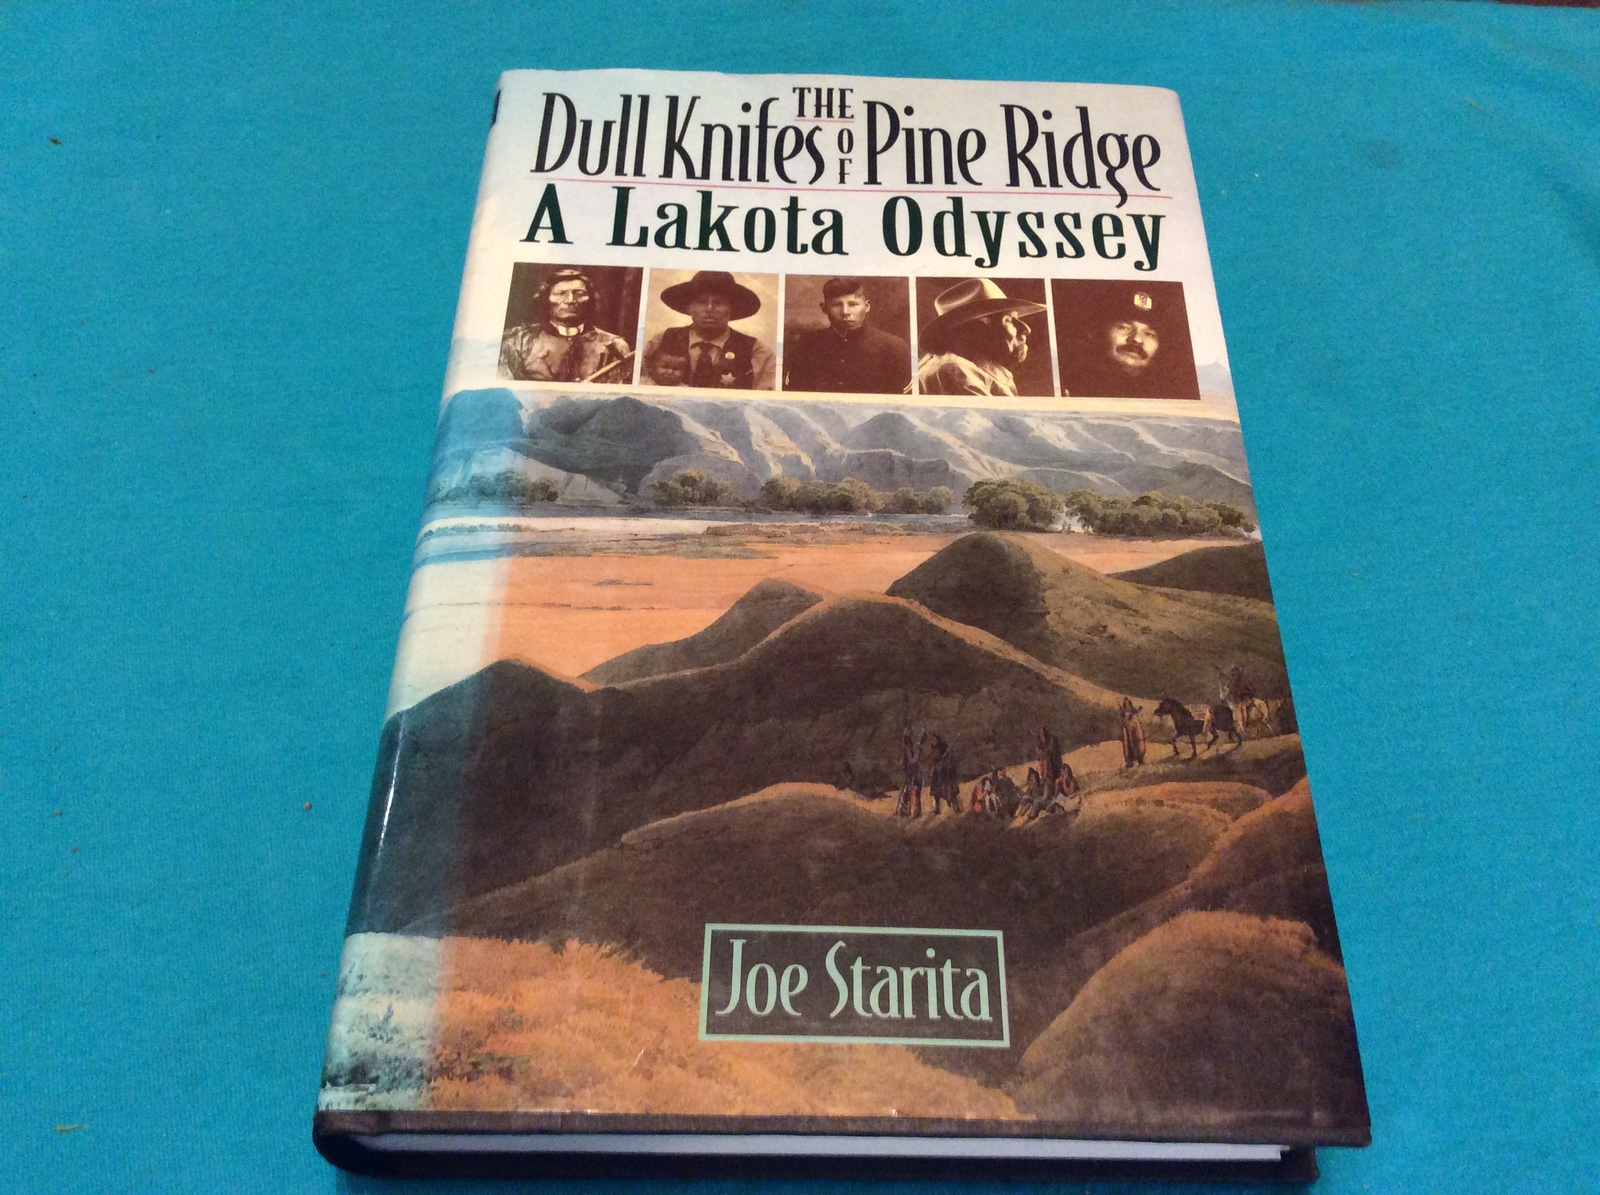 THE
Dull Knifes OF Pine Ridge
A Lakota Odyssey
Joe Starita